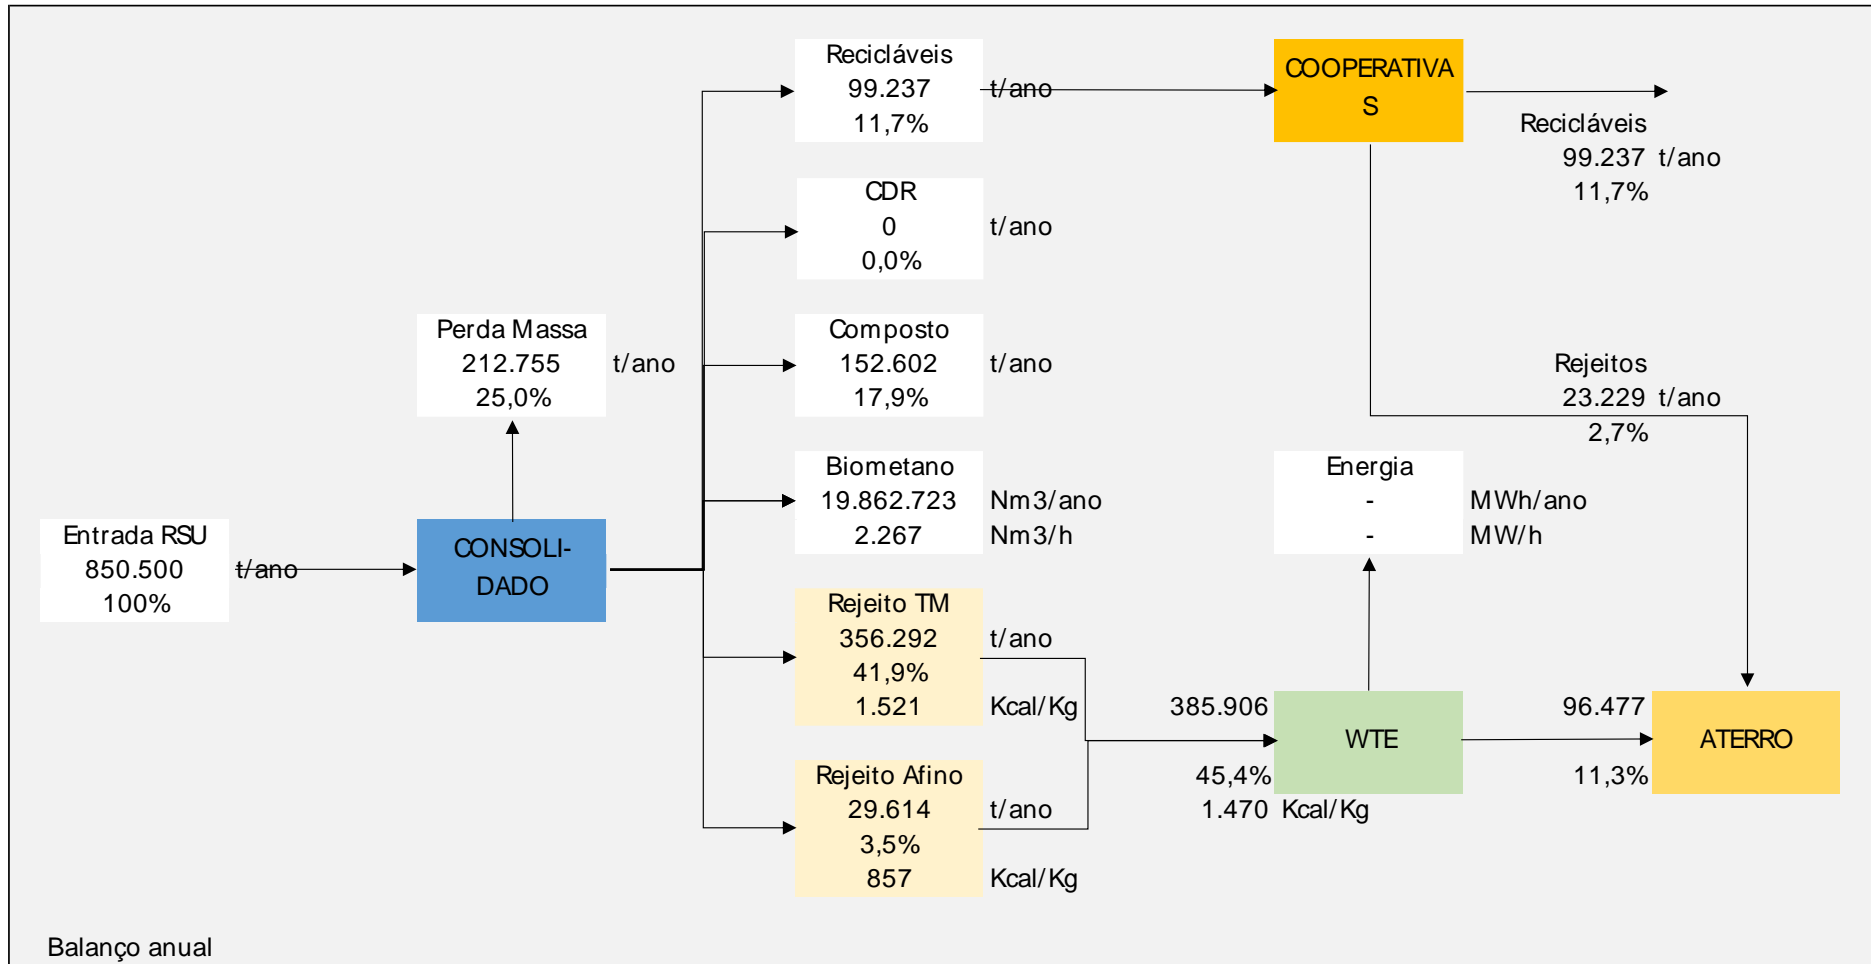 Recicláveis
99.237 t/ano
11,7%
COOPERATIVA
S
Recicláveis
99.237 t/ano
11,7%
CDR
0 t/ano
0,0%
Perda Massa
212.755 t/ano
25,0%
Composto
152.602 t/ano
17,9%
Rejeitos
23.229 t/ano
2,7%
Biometano
19.862.723 Nm3/ano
2.267 Nm3/h
Energia
- MWh/ano
- MW/h
Entrada RSU
850.500 t/ano
100%
CONSOLI-
DADO
Rejeito TM
356.292 t/ano
41,9%
1.521 Kcal/Kg
385.906
45,4%
1.470 Kcal/Kg
WTE
96.477
11,3%
ATERRO
Rejeito Afino
29.614 t/ano
3,5%
857 Kcal/Kg
Balanço anual